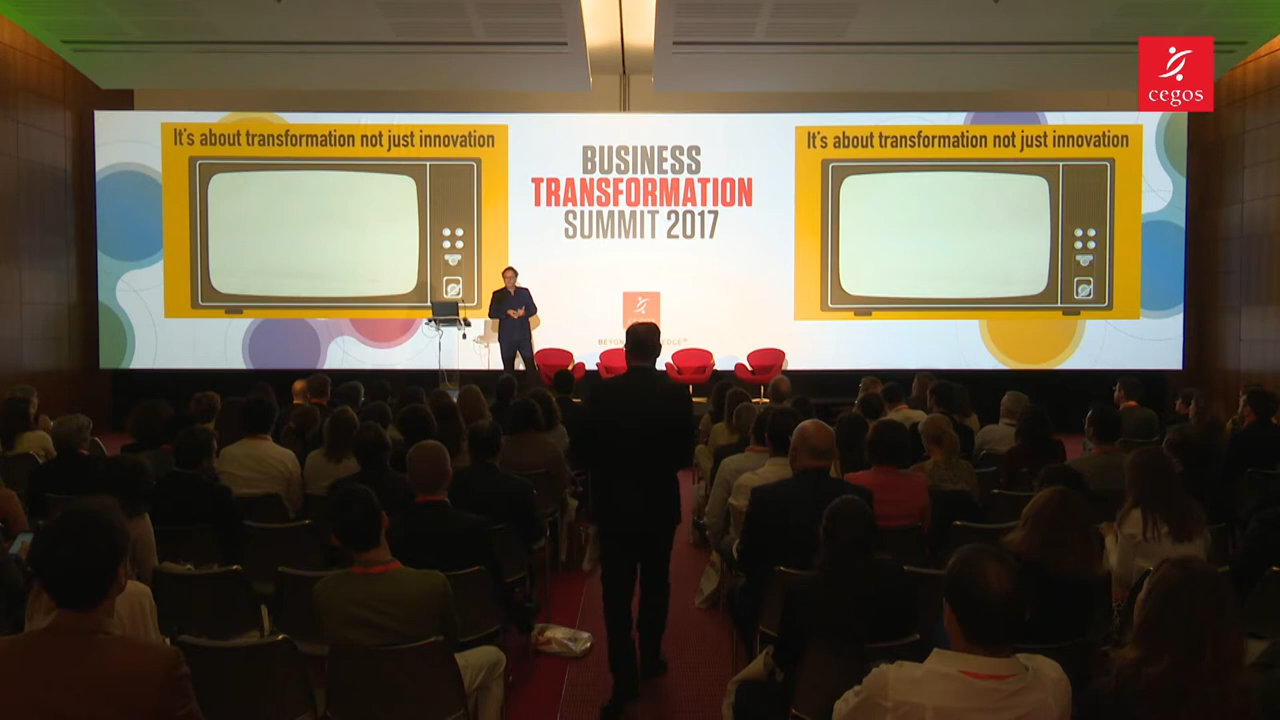 cegos
It's about transformation not just innovation
BUSINESS
TRANSFORMATION
SUMMIT 2017
It's about transformation not just innovation